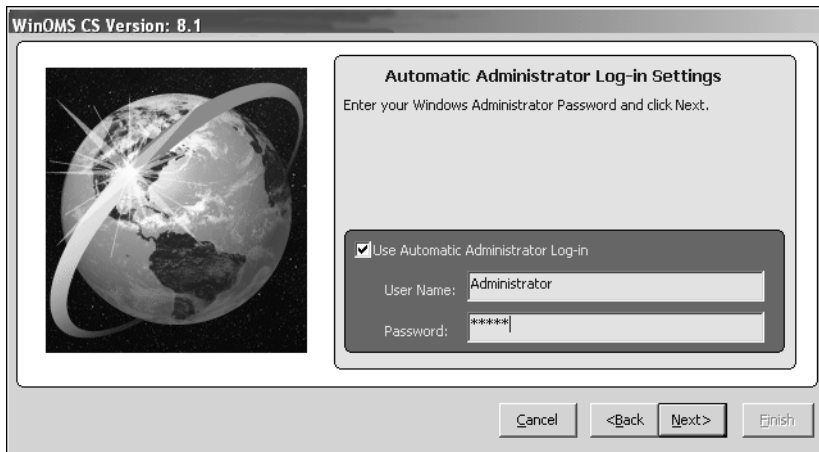 WinOMS CS Version: 8.1
Automatic Administrator Log-in Settings
Enter your Windows Administrator Password and click Next.
Use Automatic Administrator Log-in
User Name: Administrator
Password: *****
Cancel <Back Next> Finish